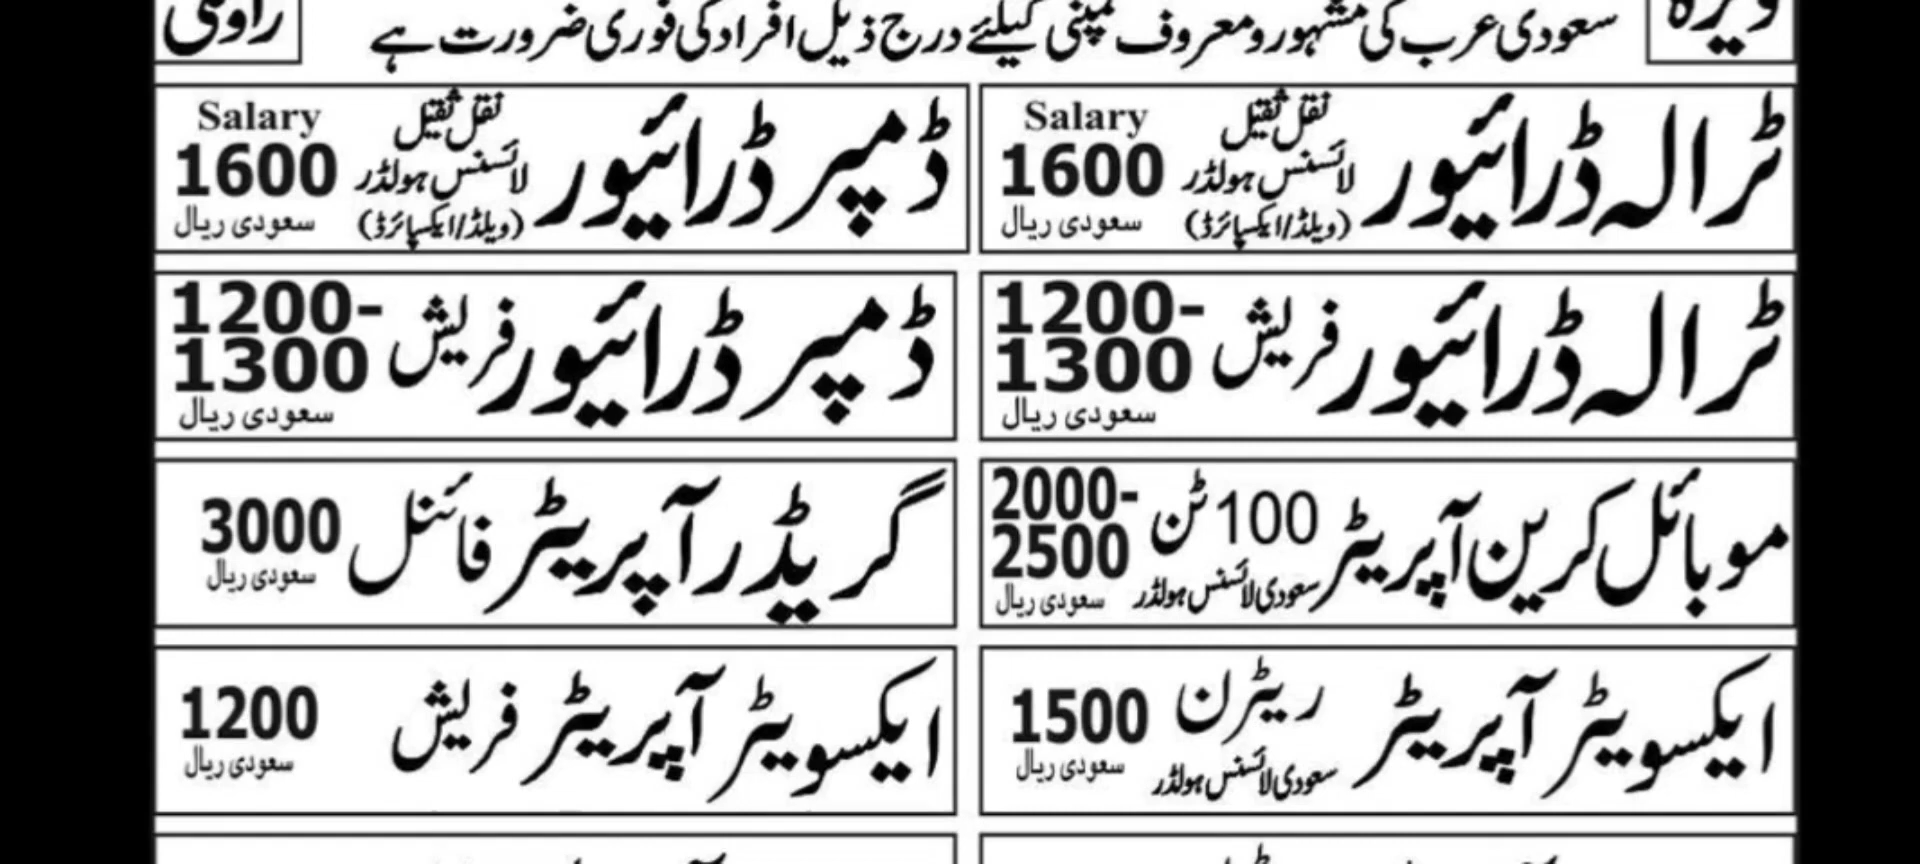 ویزہ
سعودی عرب کی مشہور و معروف کمپنی کیلئے درج ذیل افراد کی فوری ضرورت ہے
روانگی
ٹرالہ ڈرائیور
نقل ثقیل
لائسنس ہولڈر
(ویلڈ/ایکسپائرڈ)
Salary
1600
سعودی ریال
ڈمپر ڈرائیور
نقل ثقیل
لائسنس ہولڈر
(ویلڈ/ایکسپائرڈ)
Salary
1600
سعودی ریال
ٹرالہ ڈرائیور فریش
1200-
1300
سعودی ریال
ڈمپر ڈرائیور فریش
1200-
1300
سعودی ریال
موبائل کرین آپریٹر 100 ٹن
سعودی لائسنس ہولڈر
2000-
2500
سعودی ریال
گریڈر آپریٹر فائنل
3000
سعودی ریال
ایکسویٹر آپریٹر ریٹرن
سعودی لائسنس ہولڈر
1500
سعودی ریال
ایکسویٹر آپریٹر فریش
1200
سعودی ریال